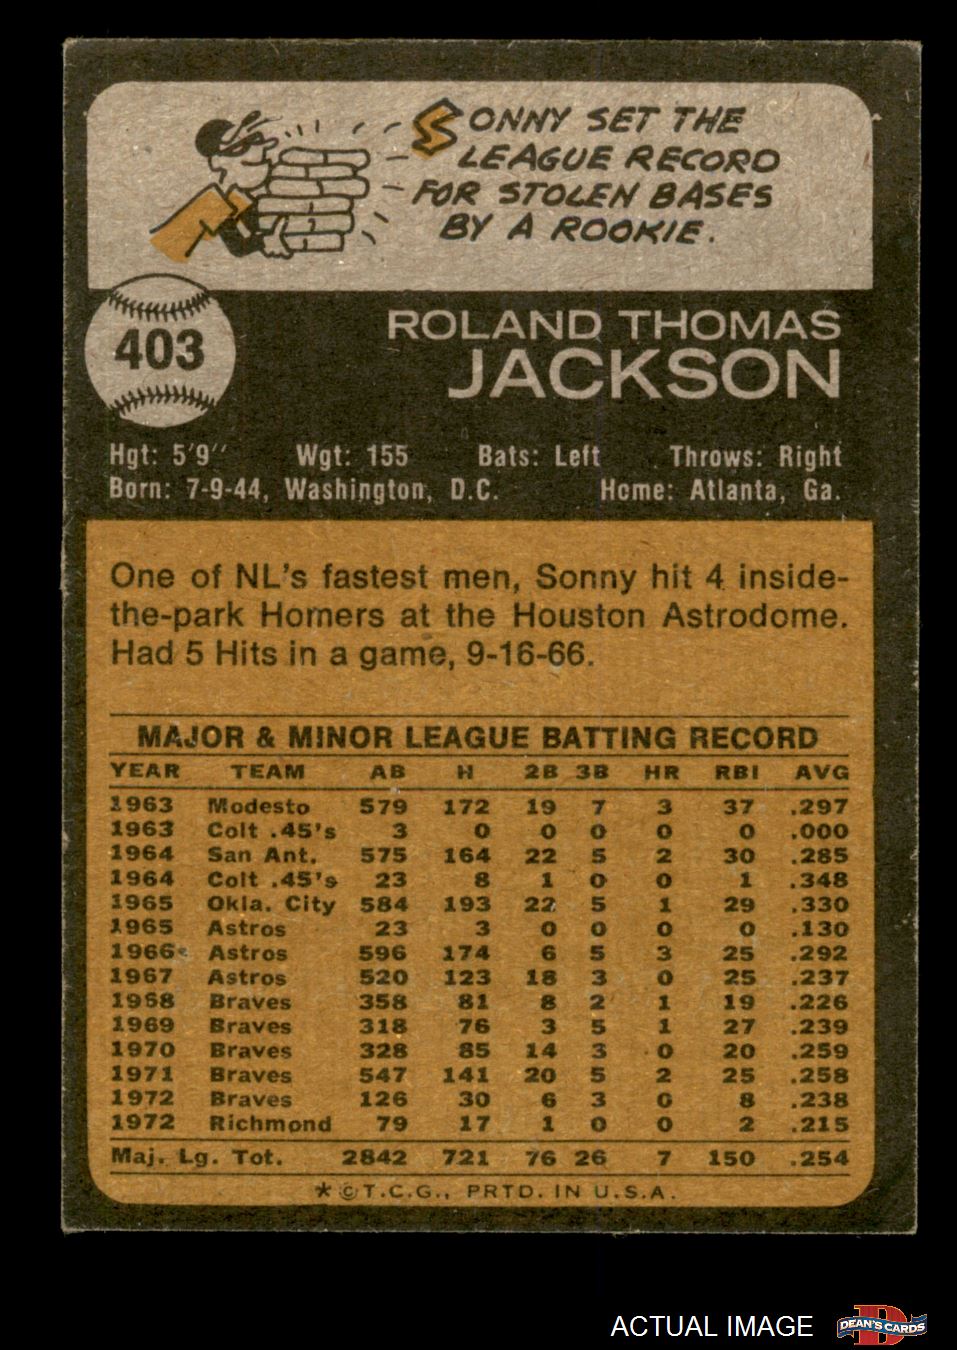 SONNY SET THE
LEAGUE RECORD
FOR STOLEN BASES
BY A ROOKIE.
403
ROLAND THOMAS
JACKSON
Hgt: 5'9" Wgt: 155 Bats: Left Throws: Right
Born: 7-9-44, Washington, D.C. Home: Atlanta, Ga.
One of NL's fastest men, Sonny hit 4 inside-
the-park Homers at the Houston Astrodome.
Had 5 Hits in a game, 9-16-66.
MAJOR & MINOR LEAGUE BATTING RECORD
YEAR TEAM AB H 2B 3B HR RBI AVG
1963 Modesto 579 172 19 7 3 37 .297
1963 Colt .45's 3 0 0 0 0 0 .000
1964 San Ant. 575 164 22 5 2 30 .285
1964 Colt .45's 23 8 1 0 0 1 .348
1965 Okla. City 584 193 22 5 1 29 .330
1965 Astros 23 3 0 0 0 0 .130
1966 Astros 596 174 6 5 3 25 .292
1967 Astros 520 123 18 3 0 25 .237
1968 Braves 358 81 8 2 1 19 .226
1969 Braves 318 76 3 5 1 27 .239
1970 Braves 328 85 14 3 0 20 .259
1971 Braves 547 141 20 5 2 25 .258
1972 Braves 126 30 6 3 0 8 .238
1972 Richmond 79 17 1 0 0 2 .215
Maj. Lg. Tot. 2842 721 76 26 7 150 .254
* © T.C.G., PRTD. IN U.S.A.
ACTUAL IMAGE
D
DEAN'S CARDS